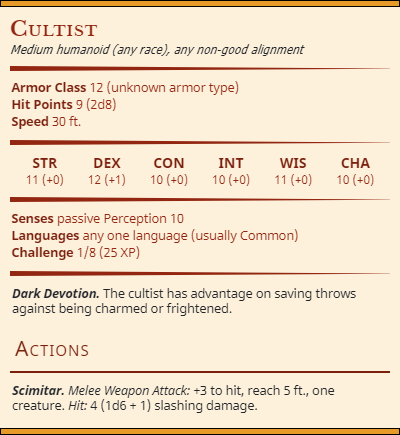 CULTIST
Medium humanoid (any race), any non-good alignment
Armor Class 12 (unknown armor type)
Hit Points 9 (2d8)
Speed 30 ft.
STR DEX CON INT WIS CHA
11 (+0) 12 (+1) 10 (+0) 10 (+0) 11 (+0) 10 (+0)
Senses passive Perception 10
Languages any one language (usually Common)
Challenge 1/8 (25 XP)
Dark Devotion. The cultist has advantage on saving throws
against being charmed or frightened.
ACTIONS
Scimitar. Melee Weapon Attack: +3 to hit, reach 5 ft., one
creature. Hit: 4 (1d6 + 1) slashing damage.